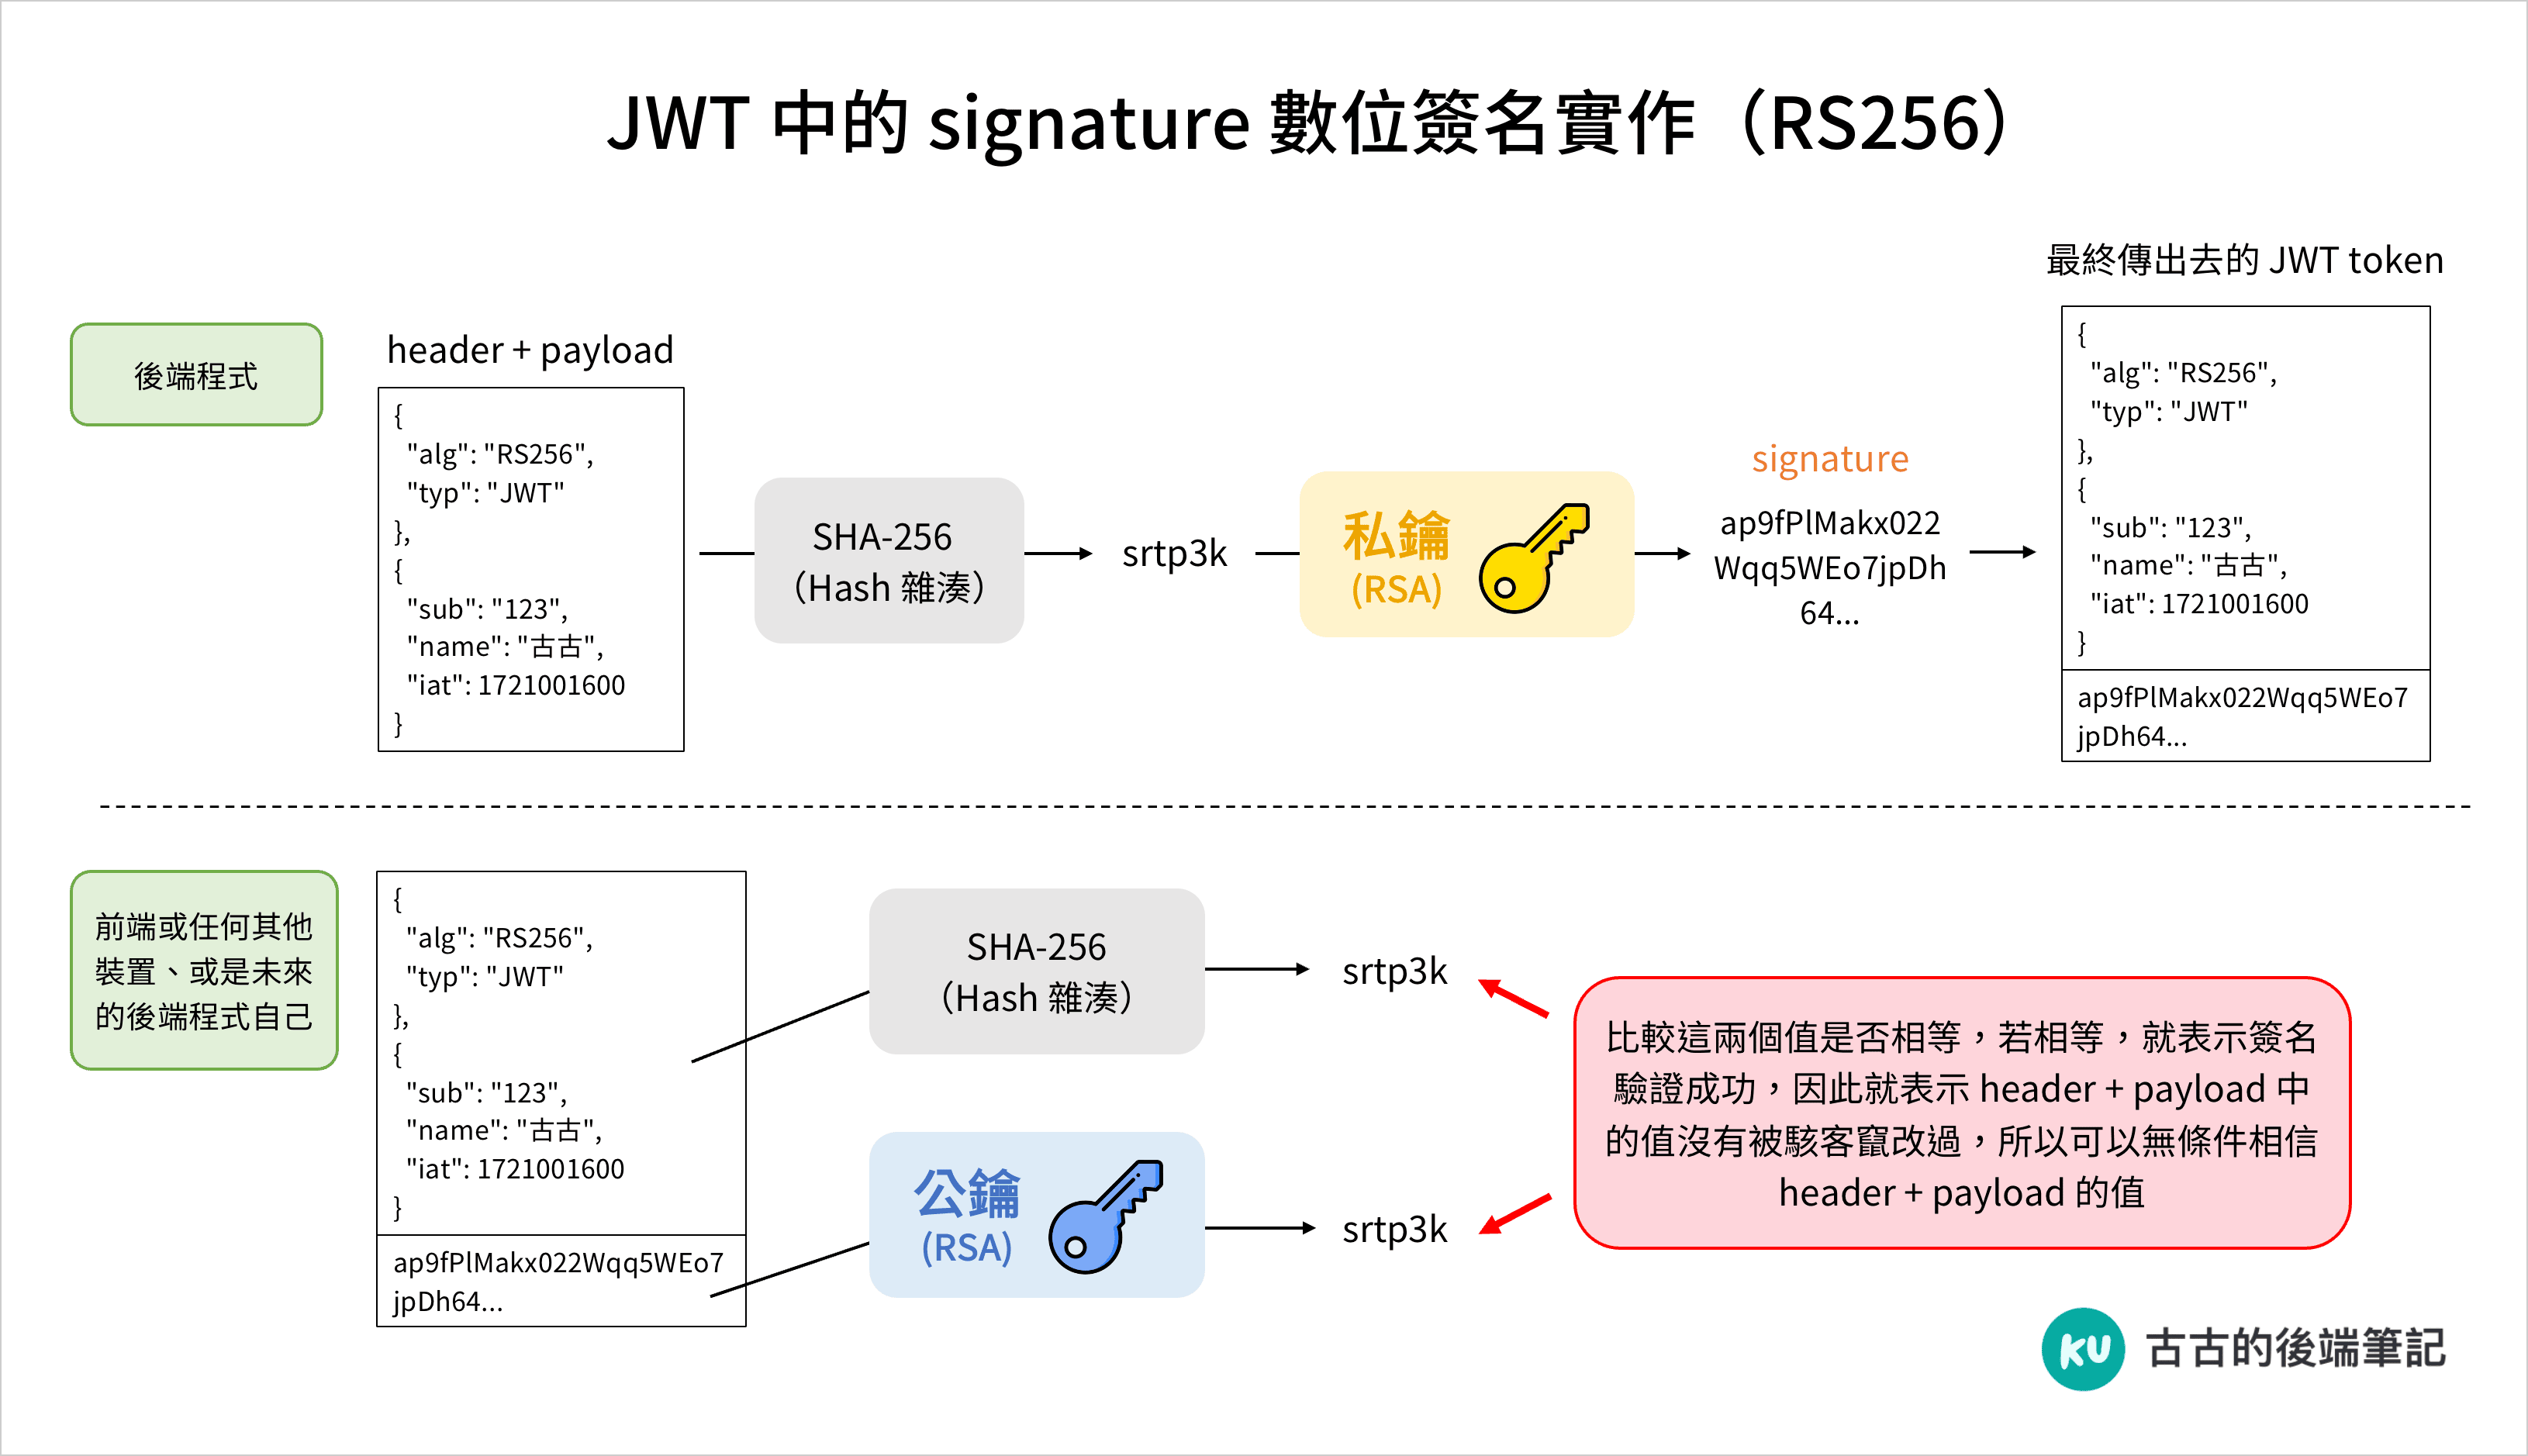 JWT 中的 signature 數位簽名實作（RS256）
後端程式
header + payload
{
"alg": "RS256",
"typ": "JWT"
},
{
"sub": "123",
"name": "古古",
"iat": 1721001600
}
SHA-256
（Hash 雜湊）
srtp3k
私鑰
(RSA)
signature
ap9fPlMakx022
Wqq5WEo7jpDh
64...
最終傳出去的 JWT token
{
"alg": "RS256",
"typ": "JWT"
},
{
"sub": "123",
"name": "古古",
"iat": 1721001600
}
ap9fPlMakx022Wqq5WEo7
jpDh64...
前端或任何其他
裝置、或是未來
的後端程式自己
{
"alg": "RS256",
"typ": "JWT"
},
{
"sub": "123",
"name": "古古",
"iat": 1721001600
}
ap9fPlMakx022Wqq5WEo7
jpDh64...
SHA-256
（Hash 雜湊）
srtp3k
公鑰
(RSA)
srtp3k
比較這兩個值是否相等，若相等，就表示簽名
驗證成功，因此就表示 header + payload 中
的值沒有被駭客竄改過，所以可以無條件相信
header + payload 的值
KU
古古的後端筆記